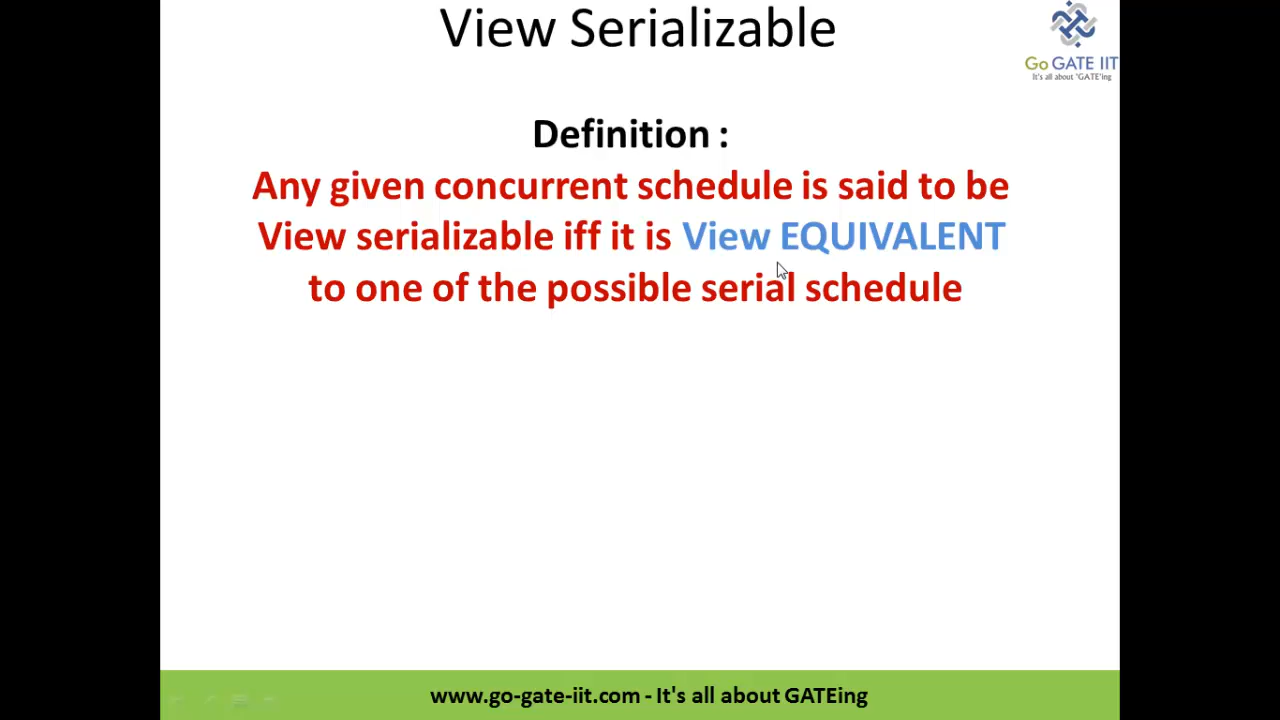 View Serializable
Go GATE IIT
It's all about 'GATE'ing
Definition :
Any given concurrent schedule is said to be
View serializable iff it is View EQUIVALENT
to one of the possible serial schedule
www.go-gate-iit.com - It's all about GATEing